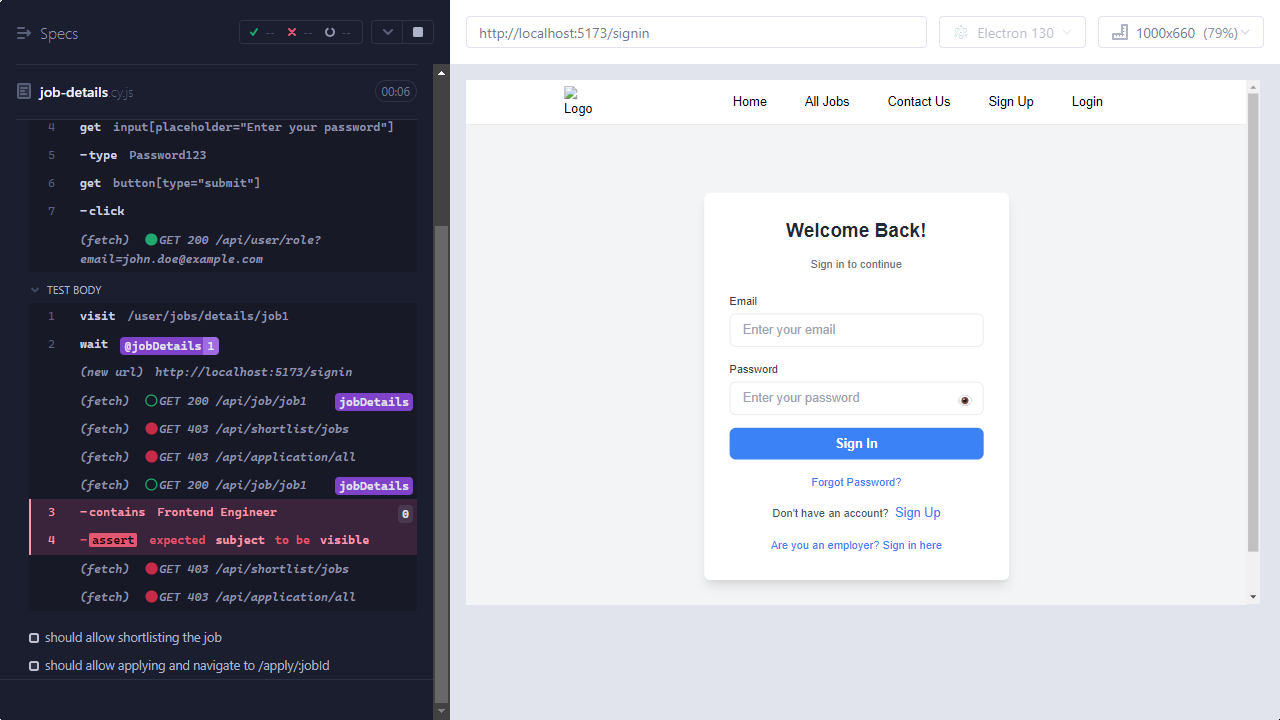 Specs
--
--
--
job-details.cy.js
00:06
4 get input[placeholder="Enter your password"]
5 -type Password123
6 get button[type="submit"]
7 -click
(fetch) GET 200 /api/user/role?
email=john.doe@example.com
TEST BODY
1 visit /user/jobs/details/job1
2 wait @jobDetails 1
(new url) http://localhost:5173/signin
(fetch) GET 200 /api/job/job1 jobDetails
(fetch) GET 403 /api/shortlist/jobs
(fetch) GET 403 /api/application/all
(fetch) GET 200 /api/job/job1 jobDetails
3 -contains Frontend Engineer 0
4 -assert expected subject to be visible
(fetch) GET 403 /api/shortlist/jobs
(fetch) GET 403 /api/application/all
should allow shortlisting the job
should allow applying and navigate to /apply/:jobId
http://localhost:5173/signin
Electron 130
1000x660 (79%)
Logo
Home
All Jobs
Contact Us
Sign Up
Login
Welcome Back!
Sign in to continue
Email
Enter your email
Password
Enter your password
Sign In
Forgot Password?
Don't have an account? Sign Up
Are you an employer? Sign in here